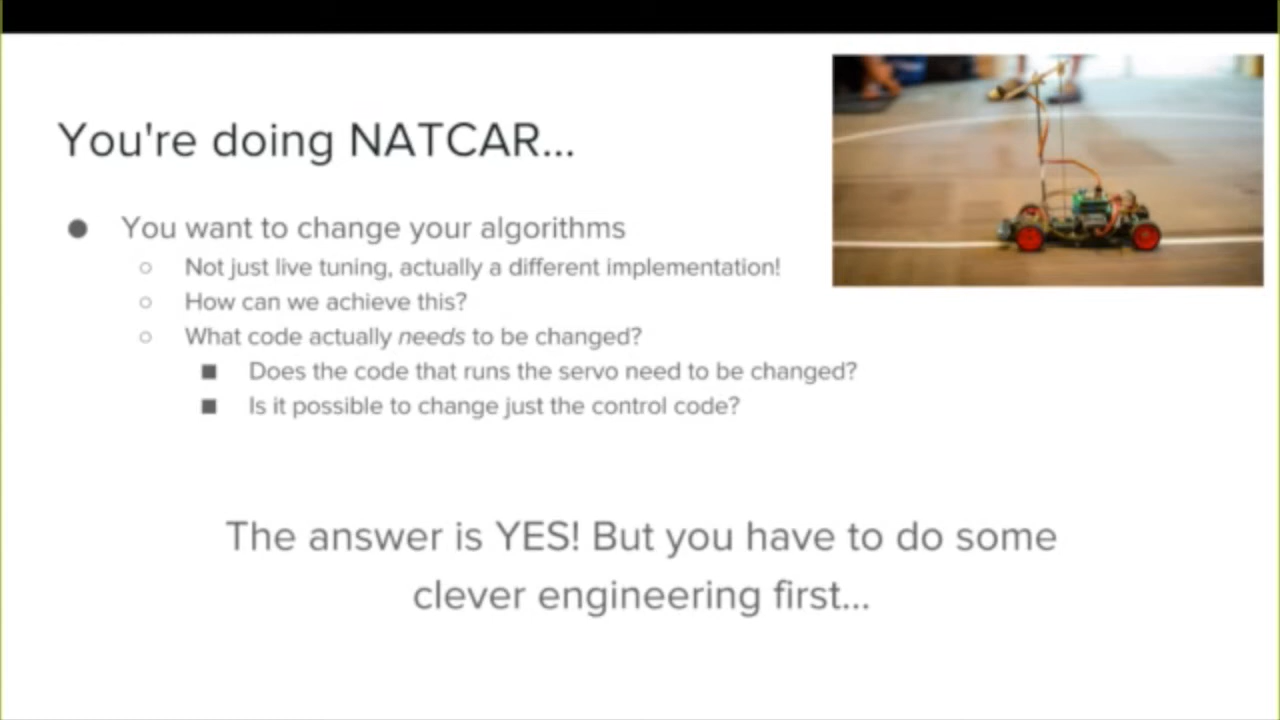 You're doing NATCAR...
● You want to change your algorithms
○ Not just live tuning, actually a different implementation!
○ How can we achieve this?
○ What code actually needs to be changed?
■ Does the code that runs the servo need to be changed?
■ Is it possible to change just the control code?
The answer is YES! But you have to do some
clever engineering first...